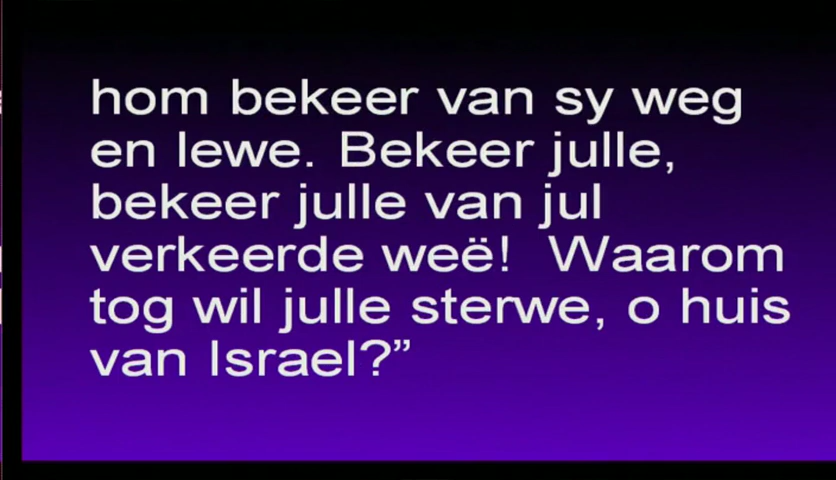 hom bekeer van sy weg
en lewe. Bekeer julle,
bekeer julle van jul
verkeerde weë!  Waarom
tog wil julle sterwe, o huis
van Israel?”